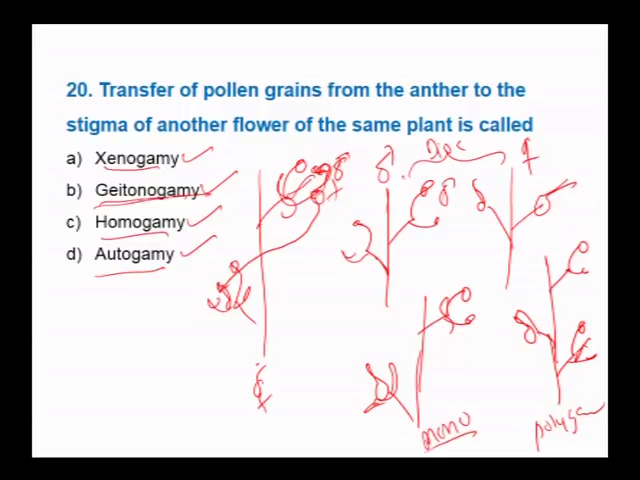 20. Transfer of pollen grains from the anther to the
stigma of another flower of the same plant is called
a) Xenogamy
b) Geitonogamy
c) Homogamy
d) Autogamy
♂
♀
mono